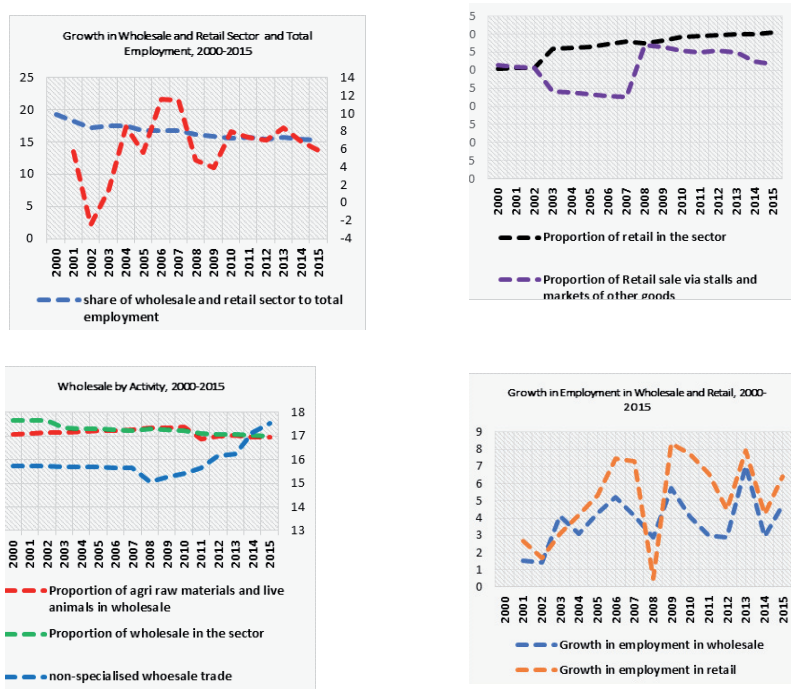 Growth in Wholesale and Retail Sector and Total
Employment, 2000-2015
25
20
15
10
5
0
14
12
10
8
6
4
2
0
-2
-4
2000 2001 2002 2003 2004 2005 2006 2007 2008 2009 2010 2011 2012 2013 2014 2015
share of wholesale and retail sector to total
employment
5
0
5
0
5
0
5
0
5
0
2000 2001 2002 2003 2004 2005 2006 2007 2008 2009 2010 2011 2012 2013 2014 2015
Proportion of retail in the sector
Proportion of Retail sale via stalls and
markets of other goods
Wholesale by Activity, 2000-2015
18
17
16
15
14
13
2000 2001 2002 2003 2004 2005 2006 2007 2008 2009 2010 2011 2012 2013 2014 2015
Proportion of agri raw materials and live
animals in wholesale
Proportion of wholesale in the sector
non-specialised whoesale trade
Growth in Employment in Wholesale and Retail, 2000-
2015
9
8
7
6
5
4
3
2
1
0
2000 2001 2002 2003 2004 2005 2006 2007 2008 2009 2010 2011 2012 2013 2014 2015
Growth in employment in wholesale
Growth in employment in retail